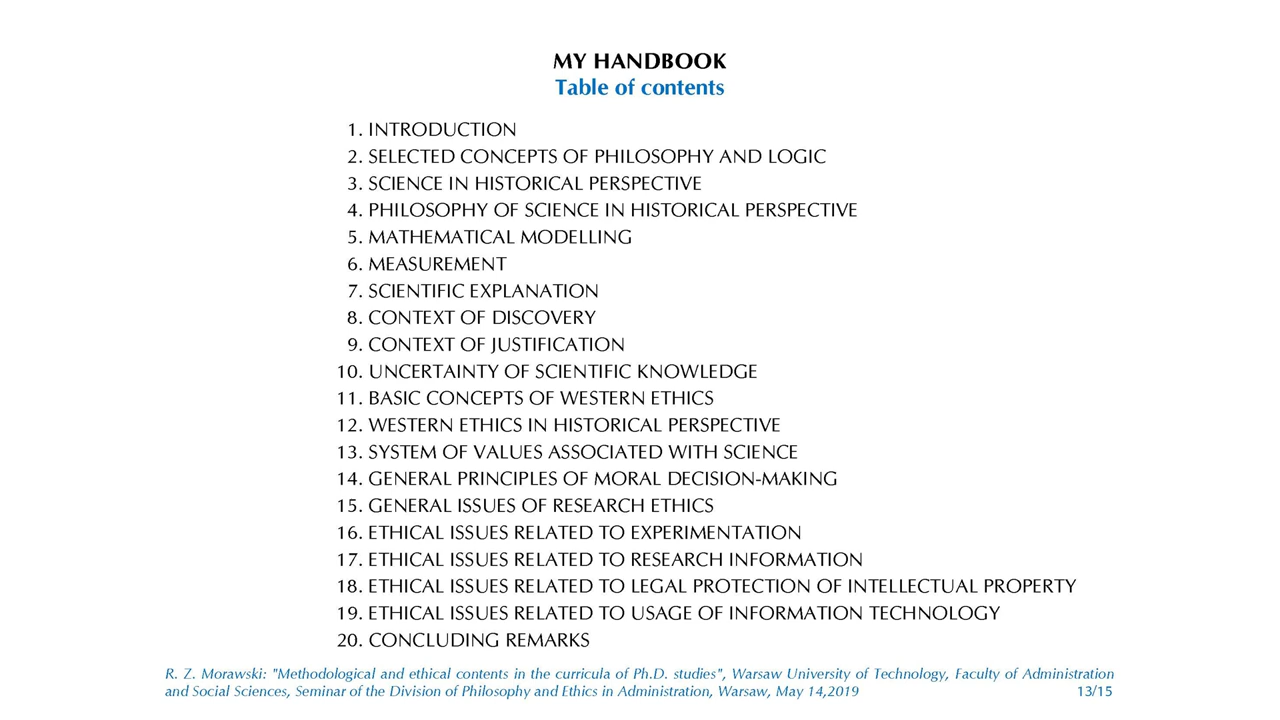 MY HANDBOOK
Table of contents
1. INTRODUCTION
2. SELECTED CONCEPTS OF PHILOSOPHY AND LOGIC
3. SCIENCE IN HISTORICAL PERSPECTIVE
4. PHILOSOPHY OF SCIENCE IN HISTORICAL PERSPECTIVE
5. MATHEMATICAL MODELLING
6. MEASUREMENT
7. SCIENTIFIC EXPLANATION
8. CONTEXT OF DISCOVERY
9. CONTEXT OF JUSTIFICATION
10. UNCERTAINTY OF SCIENTIFIC KNOWLEDGE
11. BASIC CONCEPTS OF WESTERN ETHICS
12. WESTERN ETHICS IN HISTORICAL PERSPECTIVE
13. SYSTEM OF VALUES ASSOCIATED WITH SCIENCE
14. GENERAL PRINCIPLES OF MORAL DECISION-MAKING
15. GENERAL ISSUES OF RESEARCH ETHICS
16. ETHICAL ISSUES RELATED TO EXPERIMENTATION
17. ETHICAL ISSUES RELATED TO RESEARCH INFORMATION
18. ETHICAL ISSUES RELATED TO LEGAL PROTECTION OF INTELLECTUAL PROPERTY
19. ETHICAL ISSUES RELATED TO USAGE OF INFORMATION TECHNOLOGY
20. CONCLUDING REMARKS
R. Z. Morawski: "Methodological and ethical contents in the curricula of Ph.D. studies", Warsaw University of Technology, Faculty of Administration
and Social Sciences, Seminar of the Division of Philosophy and Ethics in Administration, Warsaw, May 14,2019 13/15